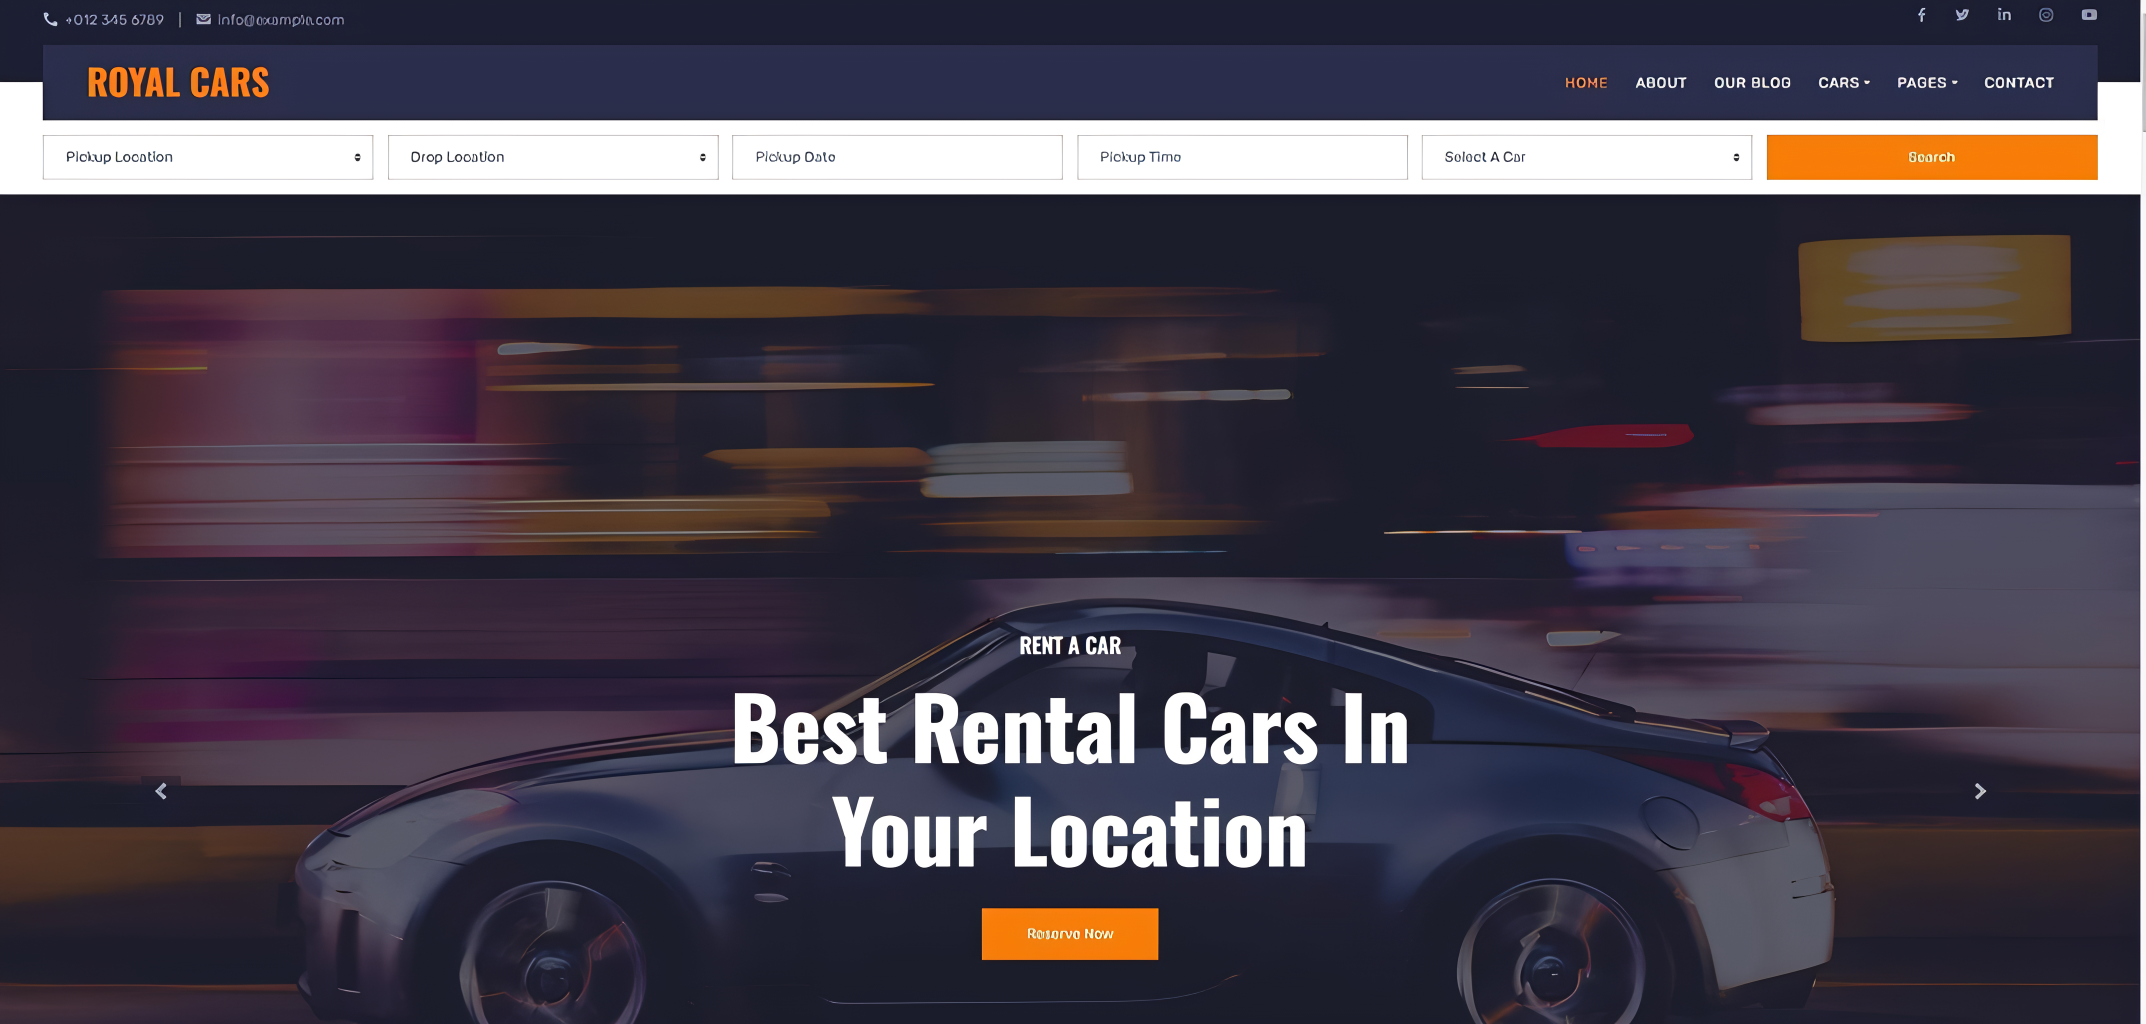 +012 345 6789 | info@example.com
ROYAL CARS
HOME ABOUT OUR BLOG CARS PAGES CONTACT
Pickup Location Drop Location Pickup Date Pickup Time Select A Car Search
RENT A CAR
Best Rental Cars In
Your Location
Reserve Now